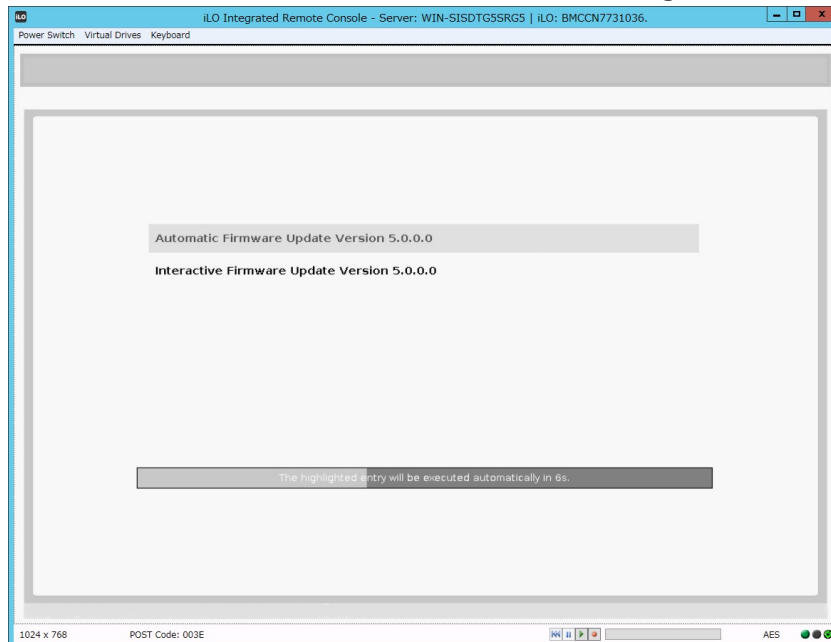 iLO
iLO Integrated Remote Console - Server: WIN-SISDTG5SRG5 | iLO: BMCCN7731036.
Power Switch Virtual Drives Keyboard
Automatic Firmware Update Version 5.0.0.0
Interactive Firmware Update Version 5.0.0.0
The highlighted entry will be executed automatically in 6s.
1024 x 768 POST Code: 003E AES